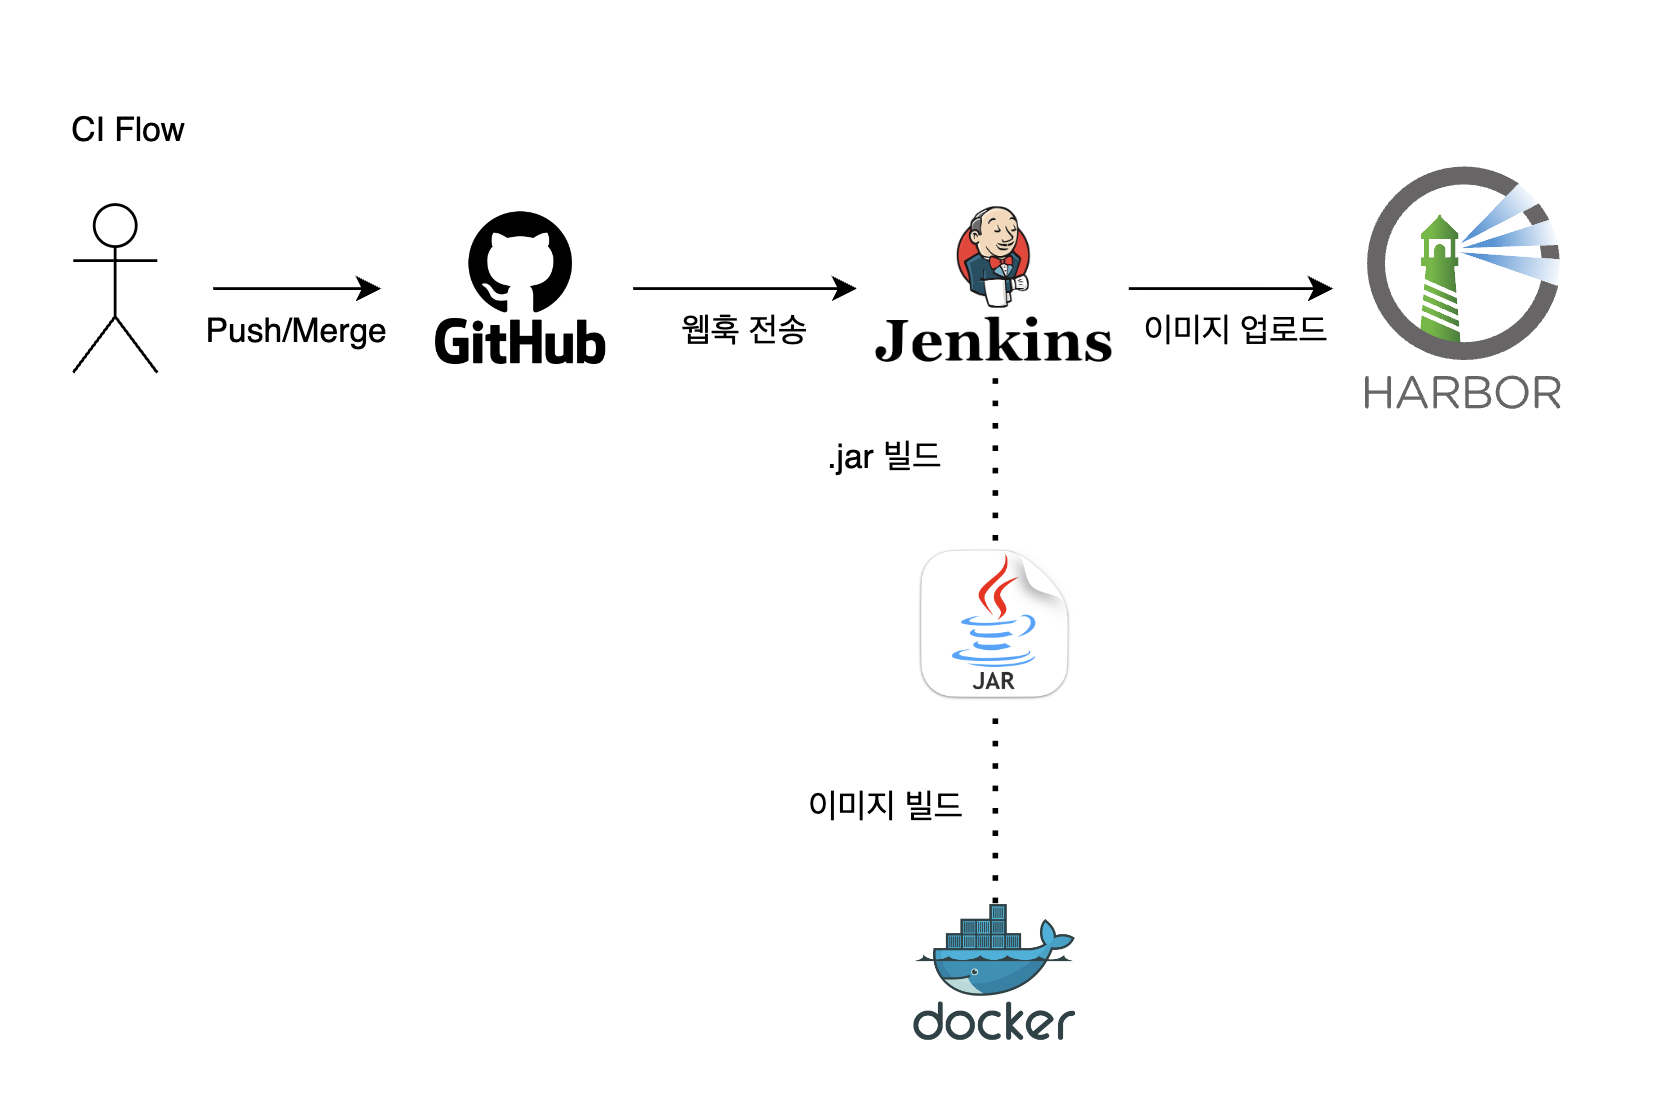 CI Flow
Push/Merge
GitHub
웹훅 전송
Jenkins
이미지 업로드
HARBOR
.jar 빌드
JAR
이미지 빌드
docker